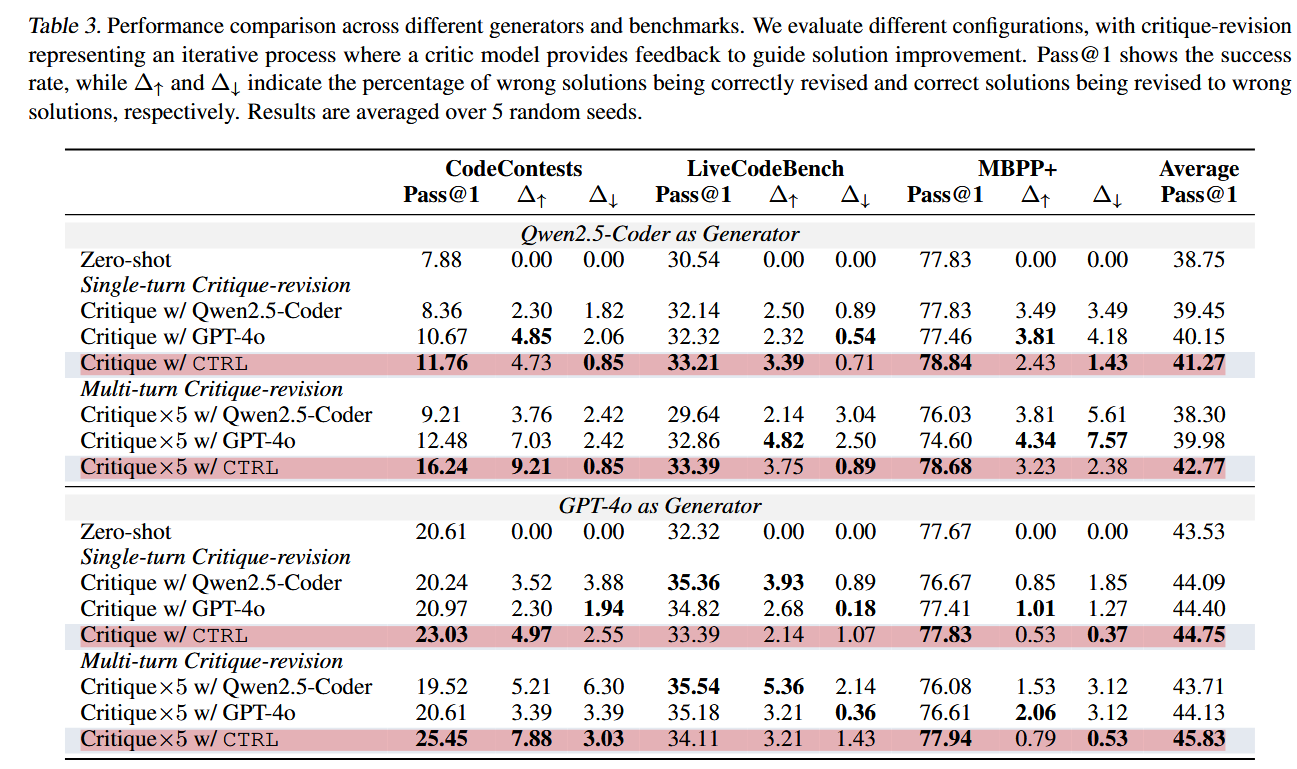 Table 3. Performance comparison across different generators and benchmarks. We evaluate different configurations, with critique-revision
representing an iterative process where a critic model provides feedback to guide solution improvement. Pass@1 shows the success
rate, while Δ↑ and Δ↓ indicate the percentage of wrong solutions being correctly revised and correct solutions being revised to wrong
solutions, respectively. Results are averaged over 5 random seeds.
CodeContests LiveCodeBench MBPP+ Average
Pass@1 Δ↑ Δ↓ Pass@1 Δ↑ Δ↓ Pass@1 Δ↑ Δ↓ Pass@1
Qwen2.5-Coder as Generator
Zero-shot 7.88 0.00 0.00 30.54 0.00 0.00 77.83 0.00 0.00 38.75
Single-turn Critique-revision
Critique w/ Qwen2.5-Coder 8.36 2.30 1.82 32.14 2.50 0.89 77.83 3.49 3.49 39.45
Critique w/ GPT-4o 10.67 4.85 2.06 32.32 2.32 0.54 77.46 3.81 4.18 40.15
Critique w/ CTRL 11.76 4.73 0.85 33.21 3.39 0.71 78.84 2.43 1.43 41.27
Multi-turn Critique-revision
Critique×5 w/ Qwen2.5-Coder 9.21 3.76 2.42 29.64 2.14 3.04 76.03 3.81 5.61 38.30
Critique×5 w/ GPT-4o 12.48 7.03 2.42 32.86 4.82 2.50 74.60 4.34 7.57 39.98
Critique×5 w/ CTRL 16.24 9.21 0.85 33.39 3.75 0.89 78.68 3.23 2.38 42.77
GPT-4o as Generator
Zero-shot 20.61 0.00 0.00 32.32 0.00 0.00 77.67 0.00 0.00 43.53
Single-turn Critique-revision
Critique w/ Qwen2.5-Coder 20.24 3.52 3.88 35.36 3.93 0.89 76.67 0.85 1.85 44.09
Critique w/ GPT-4o 20.97 2.30 1.94 34.82 2.68 0.18 77.41 1.01 1.27 44.40
Critique w/ CTRL 23.03 4.97 2.55 33.39 2.14 1.07 77.83 0.53 0.37 44.75
Multi-turn Critique-revision
Critique×5 w/ Qwen2.5-Coder 19.52 5.21 6.30 35.54 5.36 2.14 76.08 1.53 3.12 43.71
Critique×5 w/ GPT-4o 20.61 3.39 3.39 35.18 3.21 0.36 76.61 2.06 3.12 44.13
Critique×5 w/ CTRL 25.45 7.88 3.03 34.11 3.21 1.43 77.94 0.79 0.53 45.83